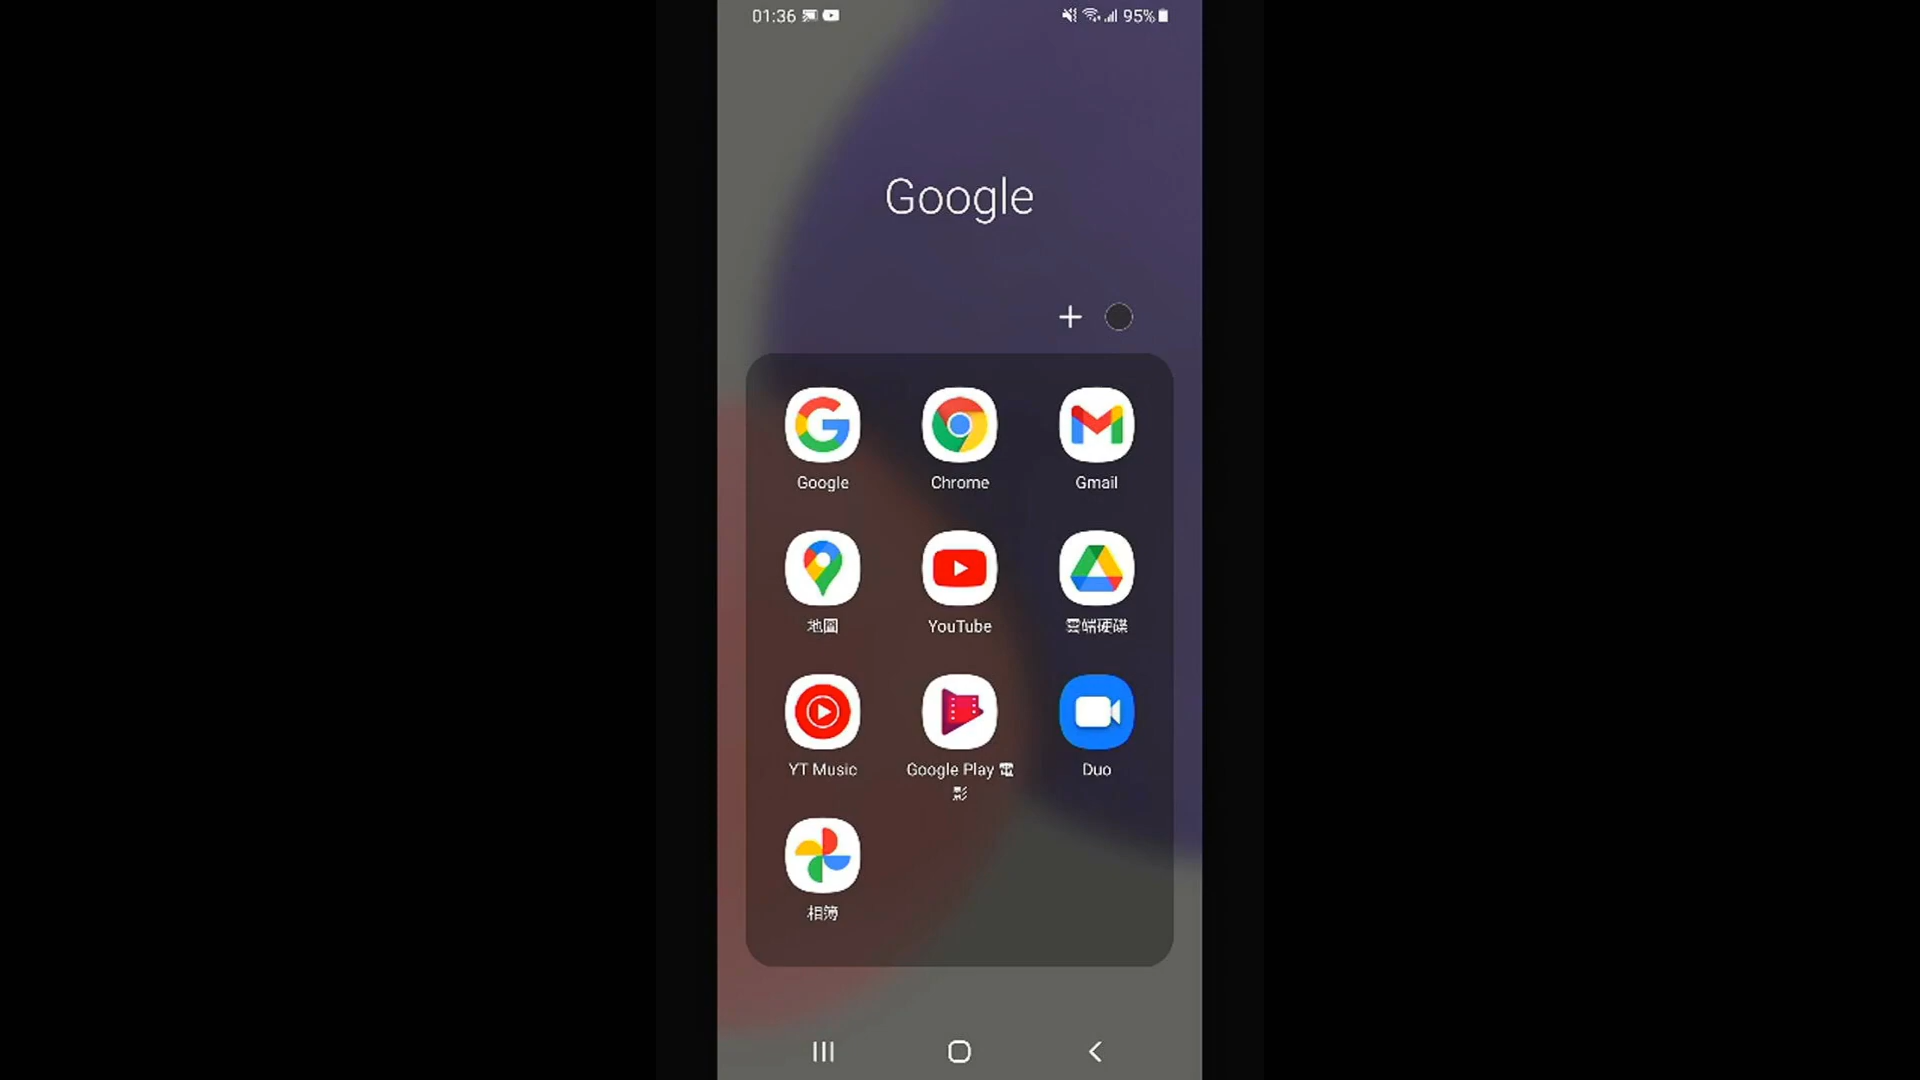 01:36
95%
Google
Google
Chrome
Gmail
地圖
YouTube
雲端硬碟
YT Music
Google Play 電
影
Duo
相簿